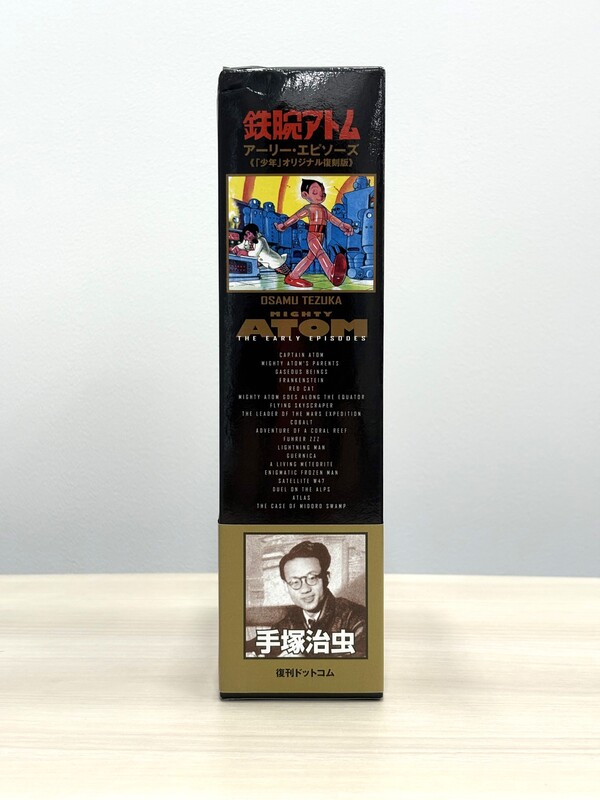 鉄腕アトム
アーリー・エピソーズ
《「少年」オリジナル復刻版》
OSAMU TEZUKA
MIGHTY
ATOM
THE EARLY EPISODES
CAPTAIN ATOM
MIGHTY ATOM'S PARENTS
GASEOUS BEINGS
FRANKENSTEIN
RED CAT
MIGHTY ATOM GOES ALONG THE EQUATOR
FLYING SKYSCRAPER
THE LEADER OF THE MARS EXPEDITION
COBALT
ADVENTURE OF A CORAL REEF
FUHRER ZZZ
LIGHTNING MAN
GUERNICA
A LIVING METEORITE
ENIGMATIC FROZEN MAN
SATELLITE W47
DUEL ON THE ALPS
ATLAS
THE CASE OF MIDORO SWAMP
手塚治虫
復刊ドットコム